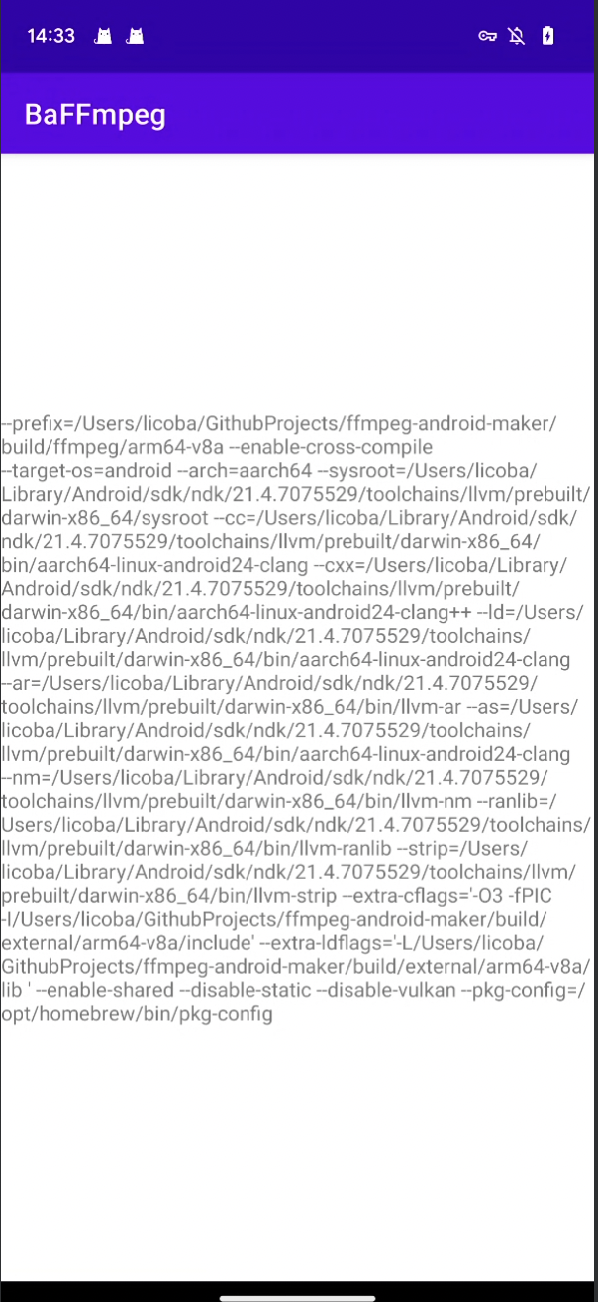 14:33
BaFFmpeg
--prefix=/Users/licoba/GithubProjects/ffmpeg-android-maker/
build/ffmpeg/arm64-v8a --enable-cross-compile
--target-os=android --arch=aarch64 --sysroot=/Users/licoba/
Library/Android/sdk/ndk/21.4.7075529/toolchains/llvm/prebuilt/
darwin-x86_64/sysroot --cc=/Users/licoba/Library/Android/sdk/
ndk/21.4.7075529/toolchains/llvm/prebuilt/darwin-x86_64/
bin/aarch64-linux-android24-clang --cxx=/Users/licoba/Library/
Android/sdk/ndk/21.4.7075529/toolchains/llvm/prebuilt/
darwin-x86_64/bin/aarch64-linux-android24-clang++ --ld=/Users/
licoba/Library/Android/sdk/ndk/21.4.7075529/toolchains/
llvm/prebuilt/darwin-x86_64/bin/aarch64-linux-android24-clang
--ar=/Users/licoba/Library/Android/sdk/ndk/21.4.7075529/
toolchains/llvm/prebuilt/darwin-x86_64/bin/llvm-ar --as=/Users/
licoba/Library/Android/sdk/ndk/21.4.7075529/toolchains/
llvm/prebuilt/darwin-x86_64/bin/aarch64-linux-android24-clang
--nm=/Users/licoba/Library/Android/sdk/ndk/21.4.7075529/
toolchains/llvm/prebuilt/darwin-x86_64/bin/llvm-nm --ranlib=/
Users/licoba/Library/Android/sdk/ndk/21.4.7075529/toolchains/
llvm/prebuilt/darwin-x86_64/bin/llvm-ranlib --strip=/Users/
licoba/Library/Android/sdk/ndk/21.4.7075529/toolchains/llvm/
prebuilt/darwin-x86_64/bin/llvm-strip --extra-cflags='-O3 -fPIC
-I/Users/licoba/GithubProjects/ffmpeg-android-maker/build/
external/arm64-v8a/include' --extra-ldflags='-L/Users/licoba/
GithubProjects/ffmpeg-android-maker/build/external/arm64-v8a/
lib ' --enable-shared --disable-static --disable-vulkan --pkg-config=/
opt/homebrew/bin/pkg-config